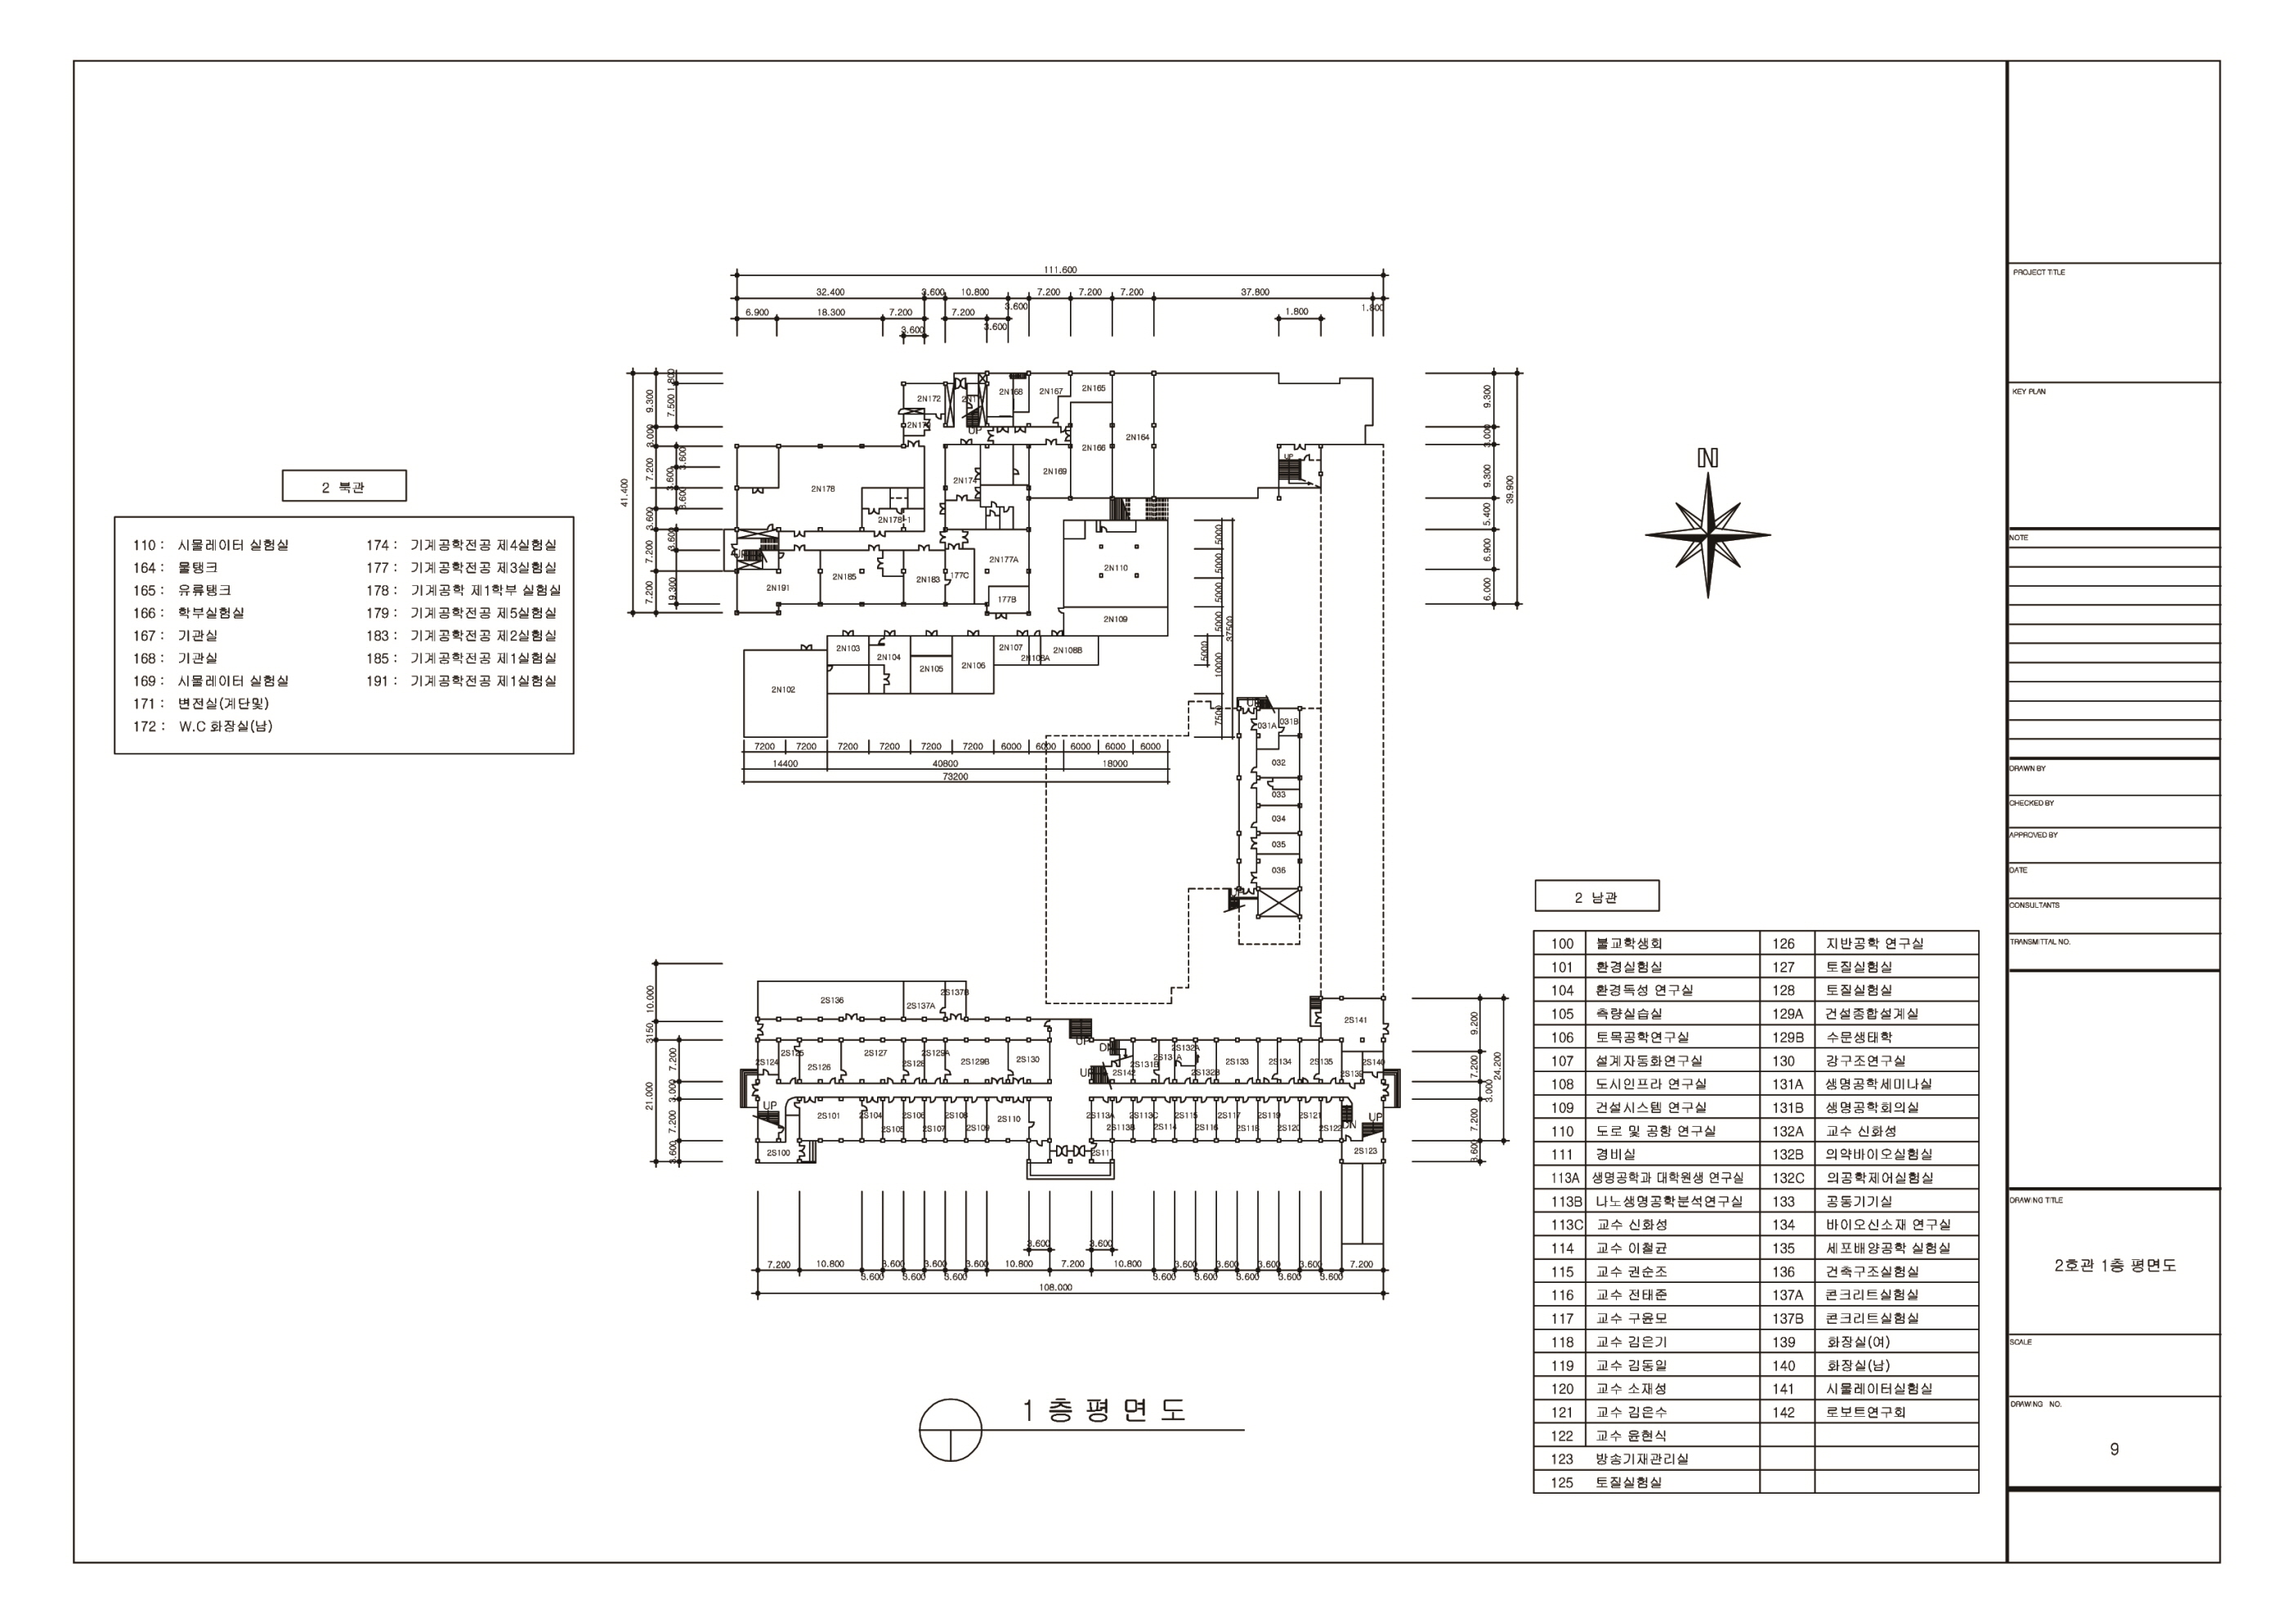 111.600
32.400 3.600 10.800 7.200 7.200 7.200 37.800
3.600 1.800
6.900 18.300 7.200 7.200 1.800
3.600 3.600
41.400
9.300 3.000 7.200 3.600 7.200 7.200
1.800 7.500 3.600 3.600 3.600 3.600 9.300
9.300 3.000 9.300 5.400 6.900 6.000
39.900
2N172 2N168 2N167 2N165
2N164
2N166
2N169
2N174
2N178
2N178-1
UP
UP
UP
2N177A
2N110
2N191 2N185 2N183 177C
177B
2N109
2N103 2N104 2N105 2N106 2N107 2N108A 2N108B
2N102
5000 5000 5000 5000 5000 10000 7500
37500
7200 7200 7200 7200 7200 7200 6000 6000 6000 6000 6000
14400 40800 18000
73200
031A 031B
032
033
034
035
036
N
2 북관
110 : 시뮬레이터 실험실
164 : 물탱크
165 : 유류탱크
166 : 학부실험실
167 : 기관실
168 : 기관실
169 : 시뮬레이터 실험실
171 : 변전실(계단및)
172 : W.C 화장실(남)
174 : 기계공학전공 제4실험실
177 : 기계공학전공 제3실험실
178 : 기계공학 제1학부 실험실
179 : 기계공학전공 제5실험실
183 : 기계공학전공 제2실험실
185 : 기계공학전공 제1실험실
191 : 기계공학전공 제1실험실
10.000 3150 21.000
7.200 3.000 7.200 3.600
9.200 7.200 3.000 7.200 3.600
24.200
2S136 2S137A 2S137B
2S141
2S124 2S125 2S126 2S127 2S128 2S129A 2S129B 2S130
UP
DN
UP
2S142 2S131B 2S131A 2S132A 2S132B 2S133 2S134 2S135 2S139 2S140
UP
2S101 2S104 2S105 2S106 2S107 2S108 2S109 2S110
2S113A 2S113B 2S113C 2S114 2S115 2S116 2S117 2S118 2S119 2S120 2S121 2S122
DN UP
2S100 2S111 2S123
3.600 3.600
7.200 10.800 3.600 3.600 3.600 10.800 7.200 10.800 3.600 3.600 3.600 3.600 7.200
3.600 3.600 3.600 3.600 3.600 3.600 3.600 3.600
108.000
1 층 평 면 도
2 남관
100 불교학생회 126 지반공학 연구실
101 환경실험실 127 토질실험실
104 환경독성 연구실 128 토질실험실
105 측량실습실 129A 건설종합설계실
106 토목공학연구실 129B 수문생태학
107 설계자동화연구실 130 강구조연구실
108 도시인프라 연구실 131A 생명공학세미나실
109 건설시스템 연구실 131B 생명공학회의실
110 도로 및 공항 연구실 132A 교수 신화성
111 경비실 132B 의약바이오실험실
113A 생명공학과 대학원생 연구실 132C 의공학제어실험실
113B 나노생명공학분석연구실 133 공동기기실
113C 교수 신화성 134 바이오신소재 연구실
114 교수 이철균 135 세포배양공학 실험실
115 교수 권순조 136 건축구조실험실
116 교수 전태준 137A 콘크리트실험실
117 교수 구윤모 137B 콘크리트실험실
118 교수 김은기 139 화장실(여)
119 교수 김동일 140 화장실(남)
120 교수 소재성 141 시뮬레이터실험실
121 교수 김은수 142 로보트연구회
122 교수 윤현식
123 방송기재관리실
125 토질실험실
PROJECT TITLE
KEY PLAN
NOTE
DRAWN BY
CHECKED BY
APPROVED BY
DATE
CONSULTANTS
TRANSMITTAL NO.
DRAWING TITLE
2호관 1층 평면도
SCALE
DRAWING NO.
9